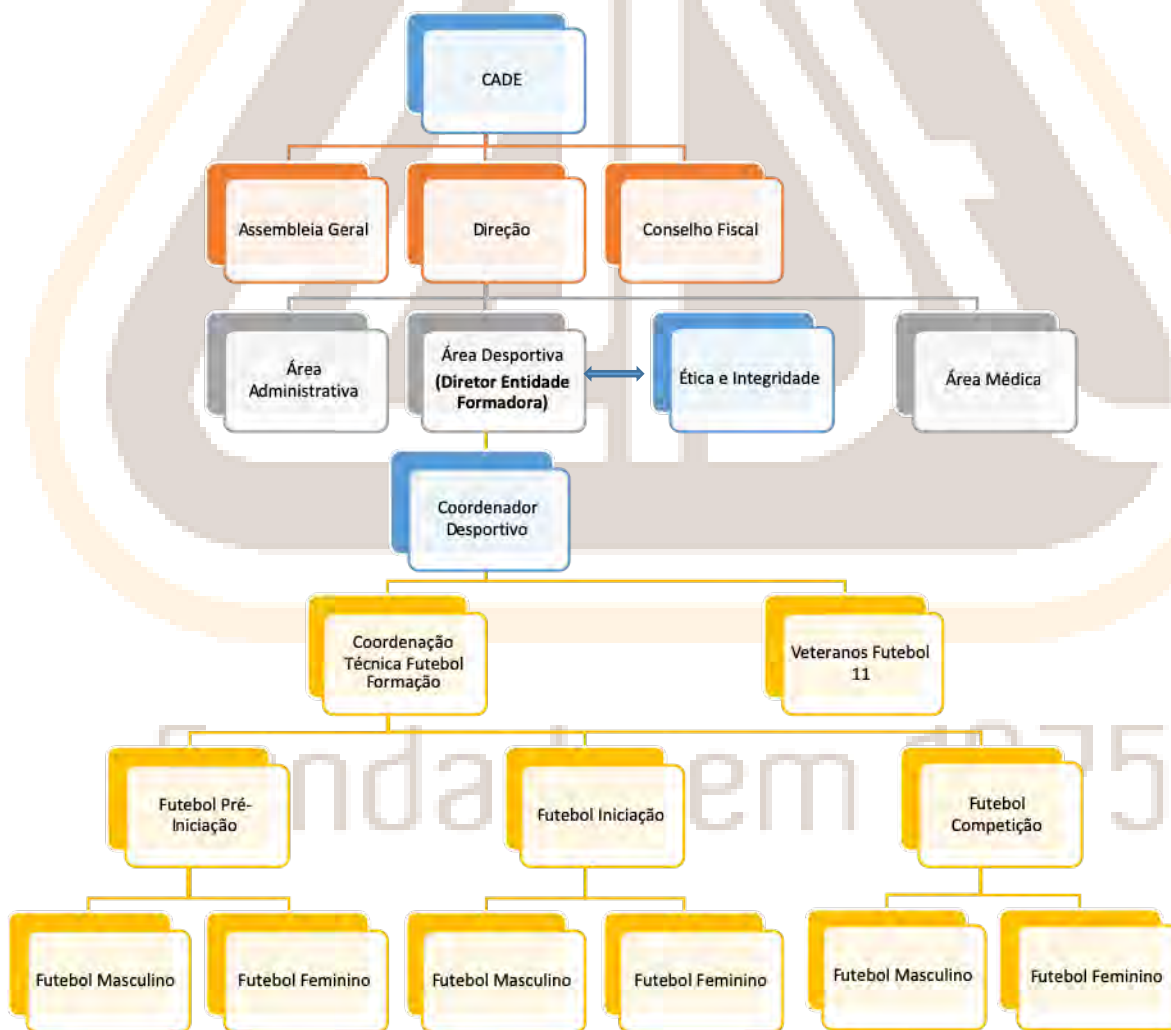 CADE
Assembleia Geral
Direção
Conselho Fiscal
Área
Administrativa
Área Desportiva
(Diretor Entidade
Formadora)
Ética e Integridade
Área Médica
Coordenador
Desportivo
Coordenação
Técnica Futebol
Formação
Veteranos Futebol
11
Futebol Pré-
Iniciação
Futebol Iniciação
Futebol
Competição
Futebol Masculino
Futebol Feminino
Futebol Masculino
Futebol Feminino
Futebol Masculino
Futebol Feminino
em